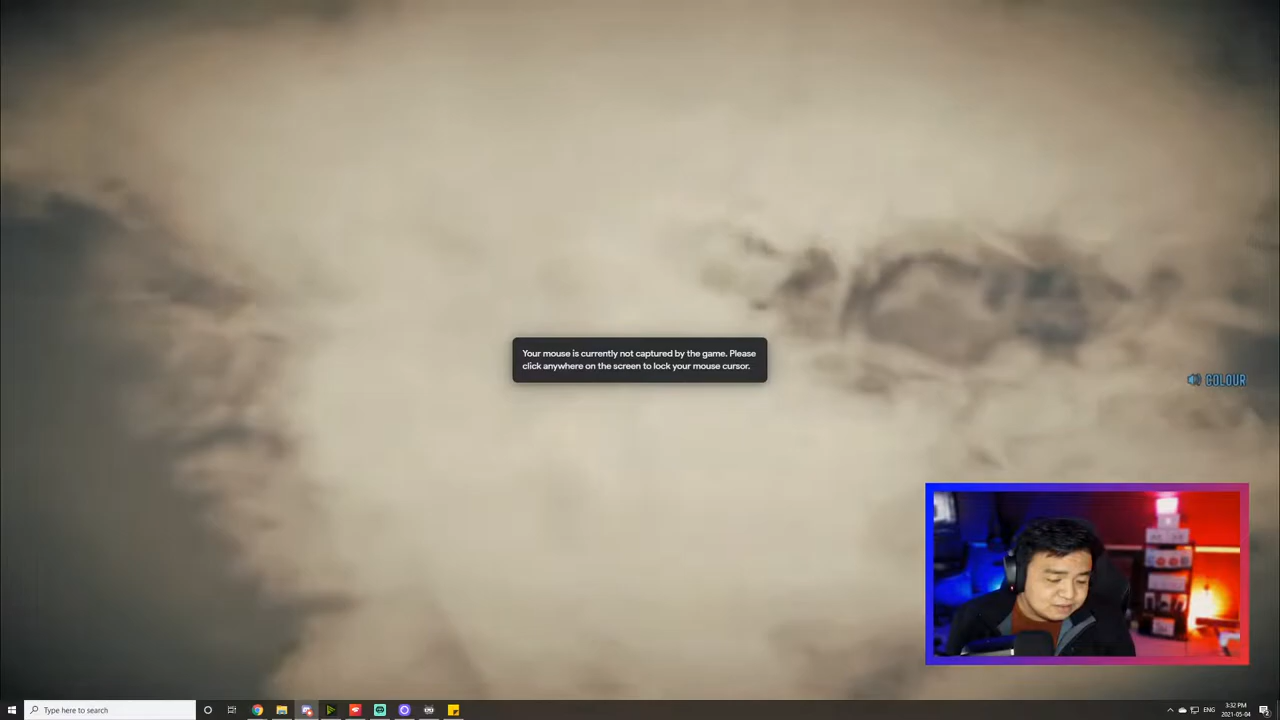 Your mouse is currently not captured by the game. Please
click anywhere on the screen to lock your mouse cursor.
COLOUR
Type here to search
ENG
3:32 PM
2021-05-04